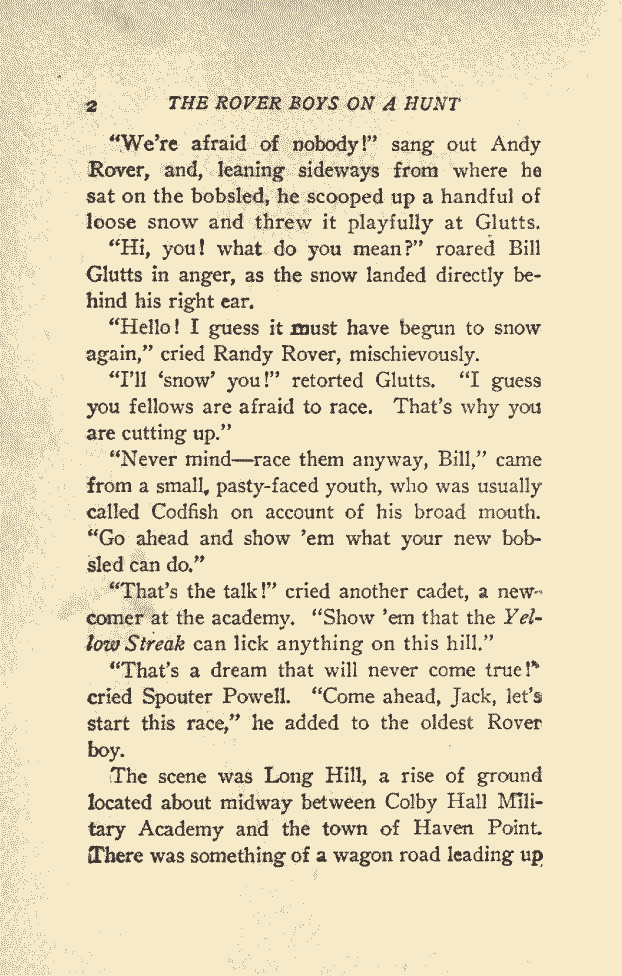 2 THE ROVER BOYS ON A HUNT
“We’re afraid of nobody!” sang out Andy
Rover, and, leaning sideways from where he
sat on the bobsled, he scooped up a handful of
loose snow and threw it playfully at Glutts.
“Hi, you! what do you mean?” roared Bill
Glutts in anger, as the snow landed directly be-
hind his right ear.
“Hello! I guess it must have begun to snow
again,” cried Randy Rover, mischievously.
“I’ll ‘snow’ you!” retorted Glutts. “I guess
you fellows are afraid to race. That’s why you
are cutting up.”
“Never mind—race them anyway, Bill,” came
from a small, pasty-faced youth, who was usually
called Codfish on account of his broad mouth.
“Go ahead and show ’em what your new bob-
sled can do.”
“That’s the talk!” cried another cadet, a new-
comer at the academy. “Show ’em that the Yel-
low Streak can lick anything on this hill.”
“That’s a dream that will never come true!”
cried Spouter Powell. “Come ahead, Jack, let’s
start this race,” he added to the oldest Rover
boy.
The scene was Long Hill, a rise of ground
located about midway between Colby Hall Mili-
tary Academy and the town of Haven Point.
There was something of a wagon road leading up